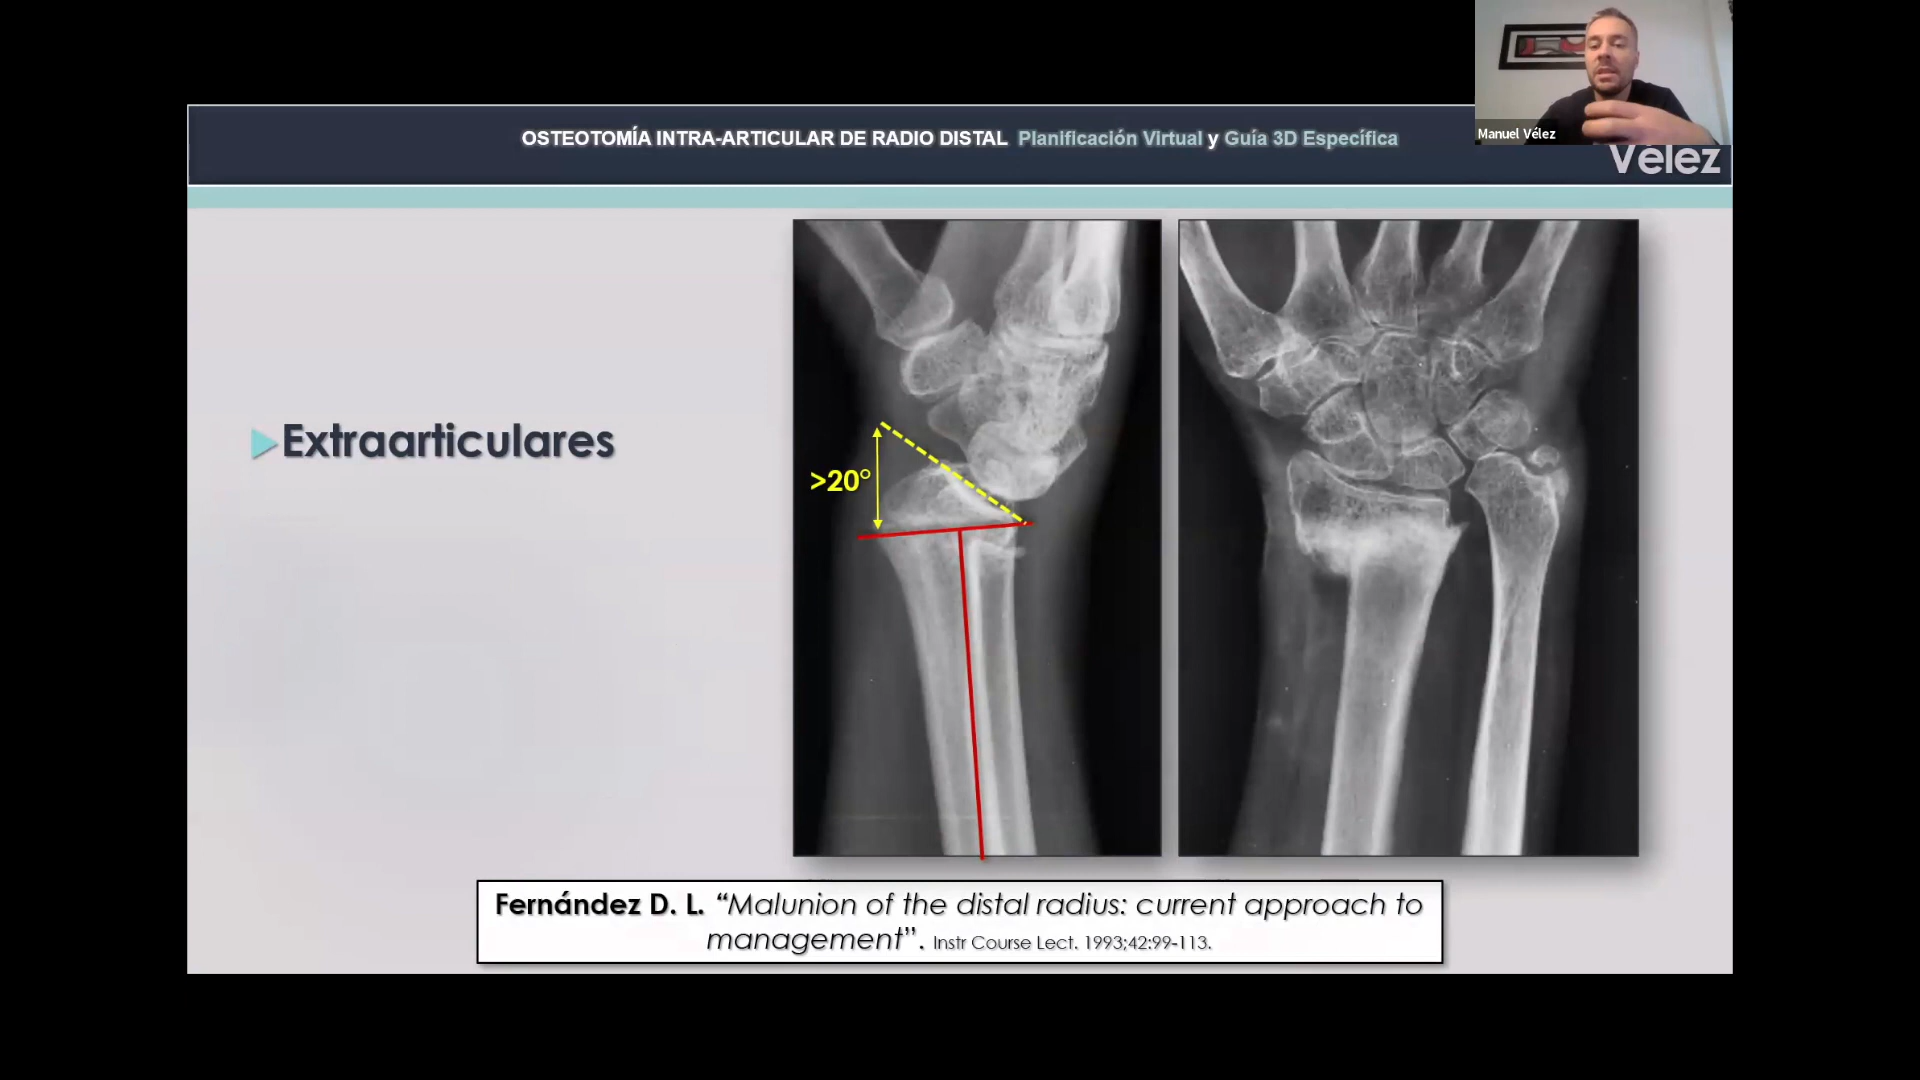 Manuel Vélez
OSTEOTOMÍA INTRA-ARTICULAR DE RADIO DISTAL Planificación Virtual y Guía 3D Específica
Vélez
Extraarticulares
>20°
Fernández D. L. “Malunion of the distal radius: current approach to
management”. Instr Course Lect. 1993;42:99-113.